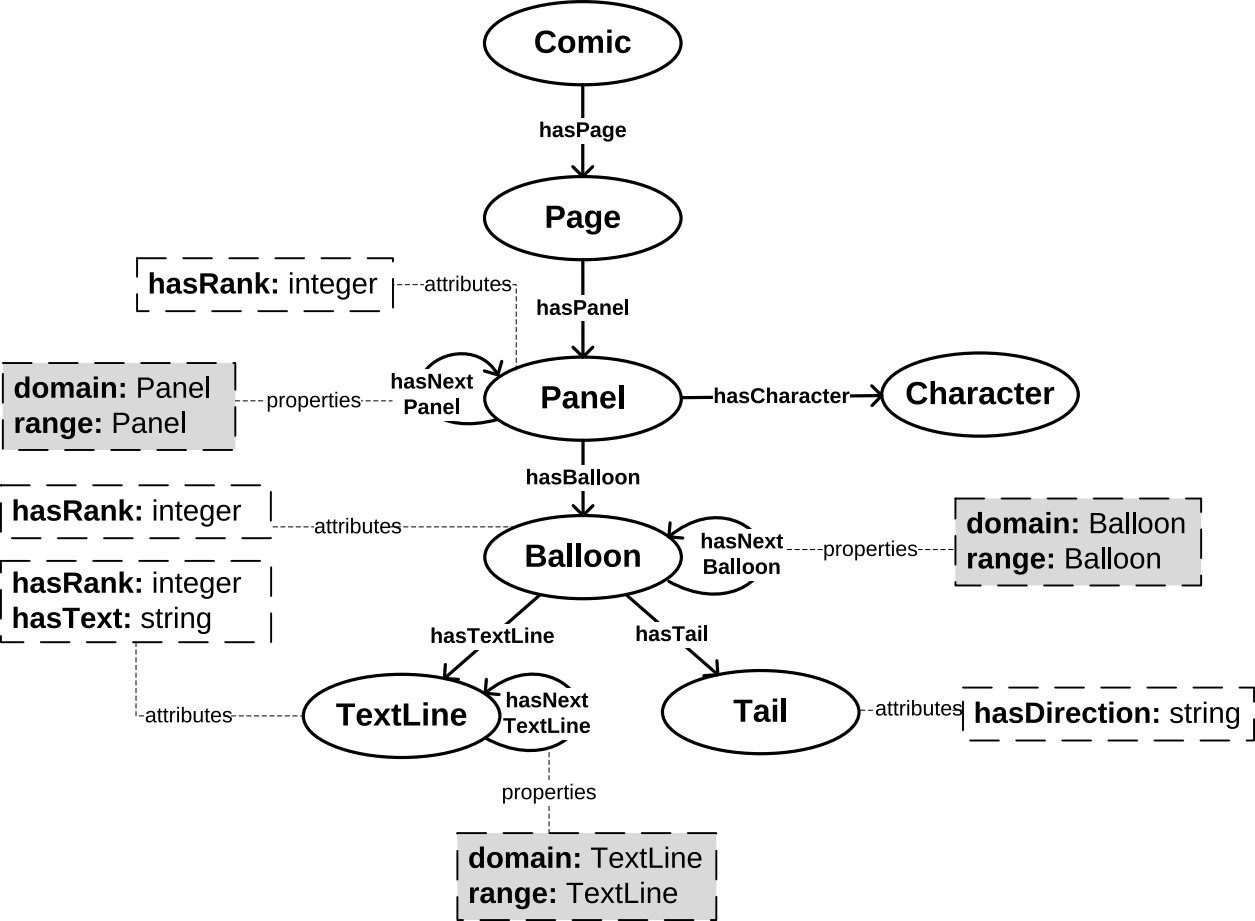 Comic
hasPage
Page
hasRank: integer
attributes
hasPanel
domain: Panel
range: Panel
properties
hasNext
Panel
Panel
hasCharacter
Character
hasBalloon
hasRank: integer
attributes
Balloon
hasNext
Balloon
properties
domain: Balloon
range: Balloon
hasRank: integer
hasText: string
hasTextLine
hasTail
attributes
TextLine
hasNext
TextLine
Tail
attributes
hasDirection: string
properties
domain: TextLine
range: TextLine